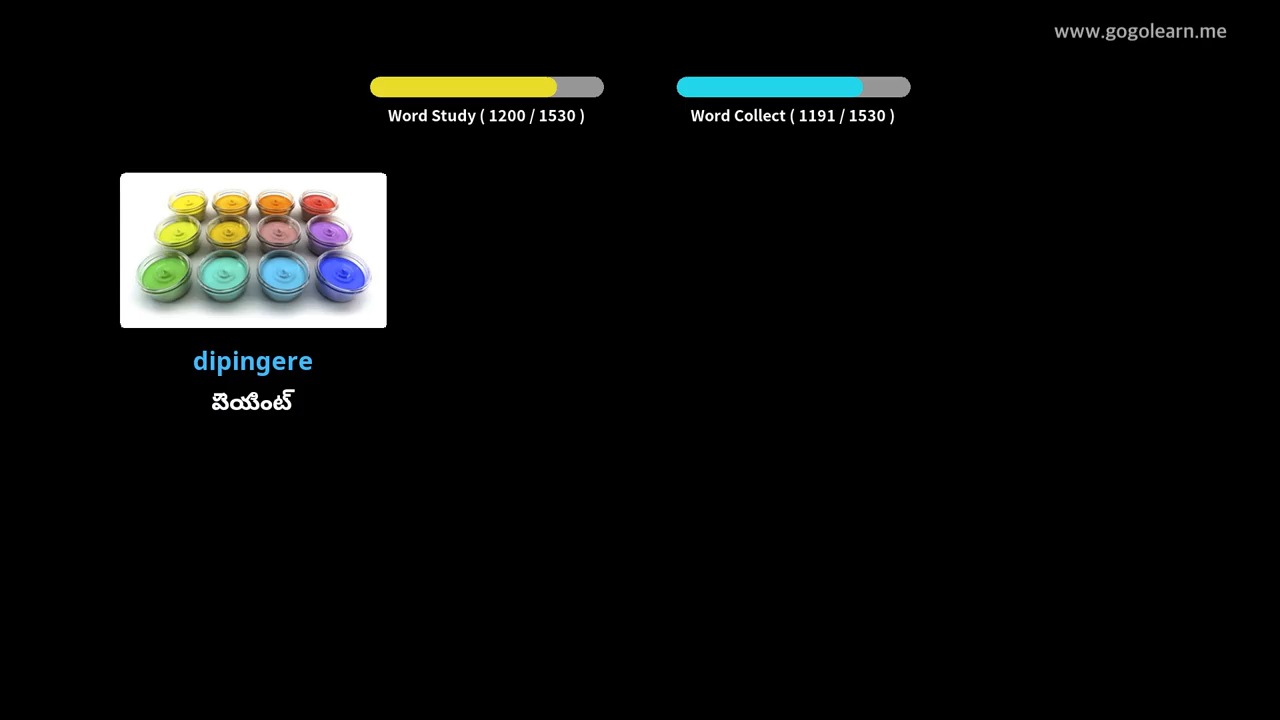 www.gogolearn.me
Word Study ( 1200 / 1530 )
Word Collect ( 1191 / 1530 )
dipingere
పెయింట్